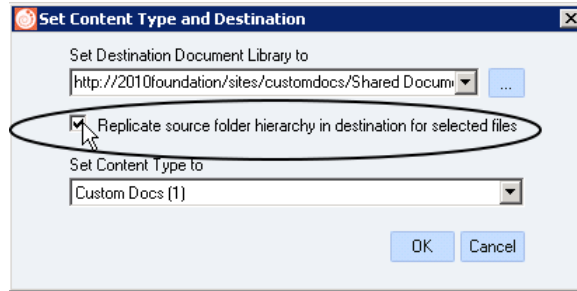 Set Content Type and Destination
Set Destination Document Library to
http://2010foundation/sites/customdocs/Shared Docum
...
Replicate source folder hierarchy in destination for selected files
Set Content Type to
Custom Docs (1)
OK Cancel